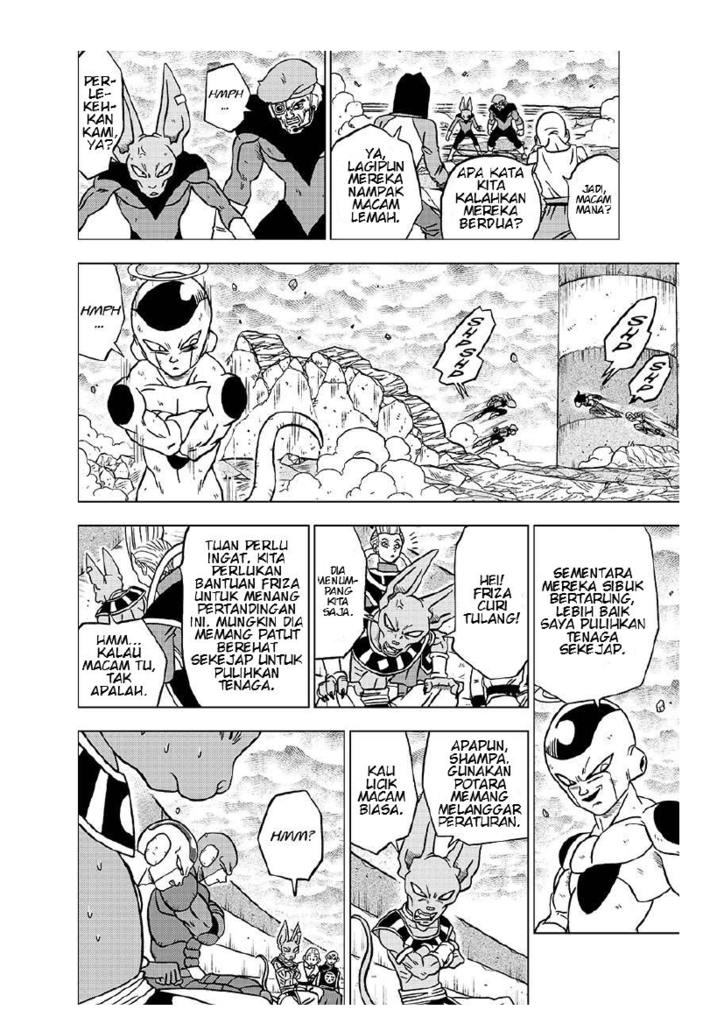 JADI,
MACAM
MANA?
APA KATA
KITA
KALAHKAN
MEREKA
BERDUA?
YA,
LAGIPUN
MEREKA
NAMPAK
MACAM
LEMAH.
HMPH
...
PER-
LE-
KEH-
KAN
KAMI,
YA?
SHP
SHP
SHP
SHP
HMPH
...
SEMENTARA
MEREKA SIBUK
BERTARUNG,
LEBIH BAIK
SAYA PULIHKAN
TENAGA
SEKEJAP.
HEI!
FRIZA
CURI
TULANG!
DIA
MENUM-
PANG
KITA
SAJA.
TUAN PERLU
INGAT. KITA
PERLUKAN
BANTUAN FRIZA
UNTUK MENANG
PERTANDINGAN
INI. MUNGKIN DIA
MEMANG PATUT
BEREHAT
SEKEJAP UNTUK
PULIHKAN
TENAGA.
HMM...
KALAU
MACAM TU,
TAK
APALAH.
APAPUN,
SHAMPA.
GUNAKAN
POTARA
MEMANG
MELANGGAR
PERATURAN.
KAU
LICIK
MACAM
BIASA.
HMM?